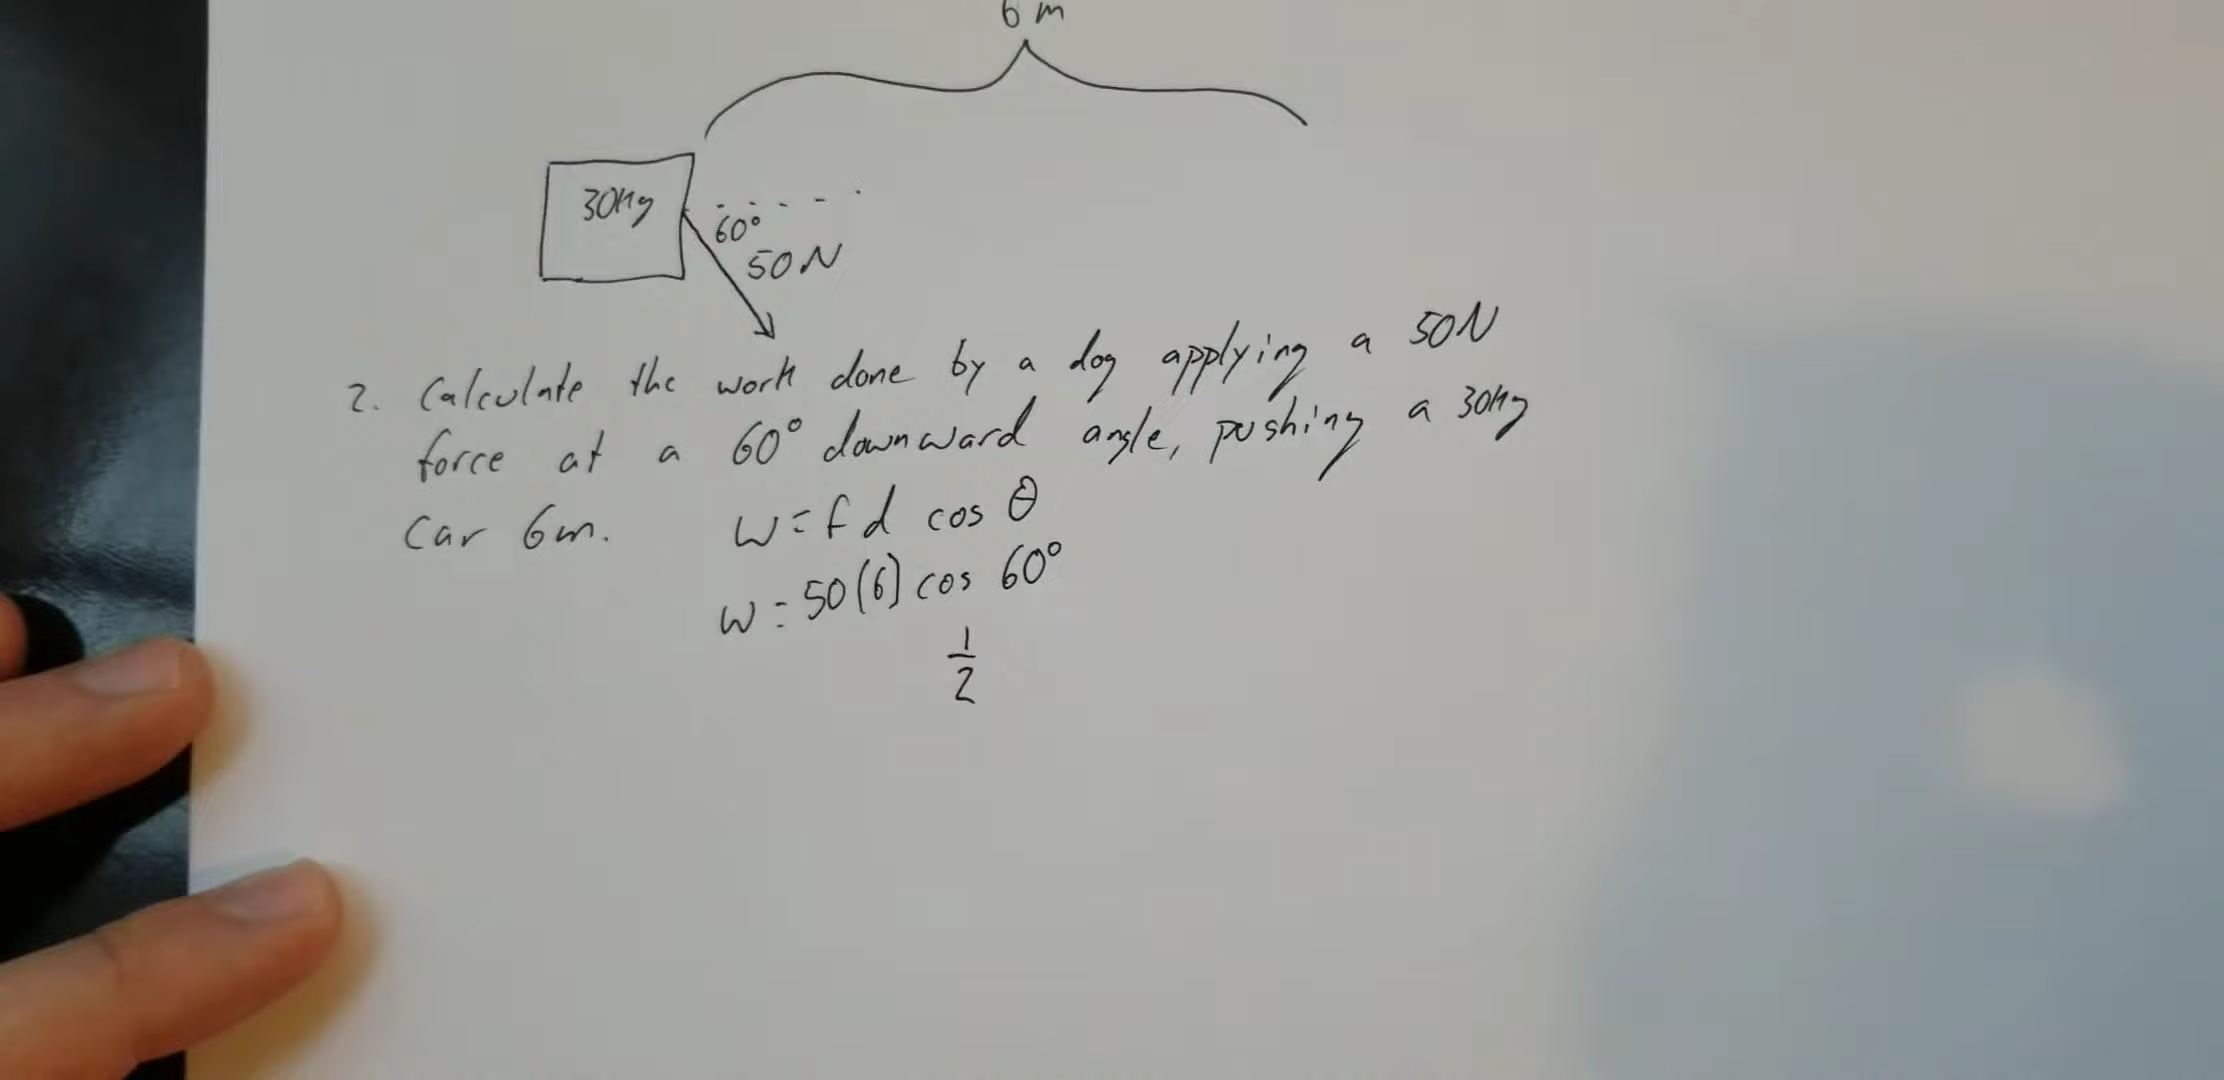 6 m
30kg
60°
50N
2. Calculate the work done by a dog applying a 50N
force at a 60° downward angle, pushing a 30kg
car 6m. W=fd cos θ
W=50(6) cos 60°
1/2